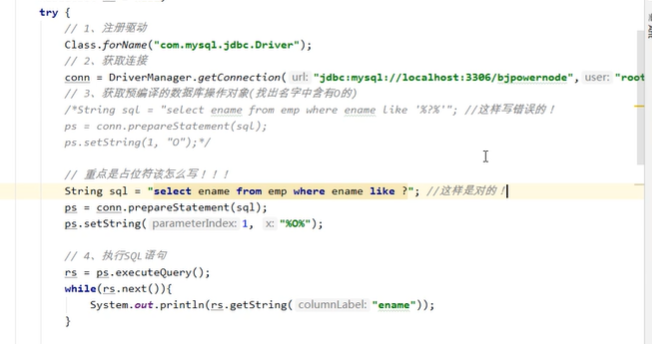 try {
// 1、注册驱动
Class.forName("com.mysql.jdbc.Driver");
// 2、获取连接
conn = DriverManager.getConnection( url: "jdbc:mysql://localhost:3306/bjpowernode", user: "root
// 3、获取预编译的数据库操作对象(找出名字中含有O的)
/*String sql = "select ename from emp where ename like '%?%'"; //这样写错误的！
ps = conn.prepareStatement(sql);
ps.setString(1, "O");*/
// 重点是占位符该怎么写！！！
String sql = "select ename from emp where ename like ?"; //这样是对的！
ps = conn.prepareStatement(sql);
ps.setString( parameterIndex: 1, x: "%O%");
// 4、执行SQL语句
rs = ps.executeQuery();
while(rs.next()){
System.out.println(rs.getString( columnLabel: "ename"));
}